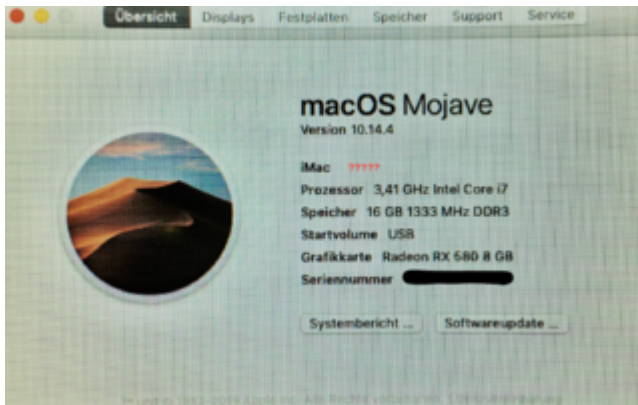 Übersicht Displays Festplatten Speicher Support Service
macOS Mojave
Version 10.14.4
iMac ?????
Prozessor 3,41 GHz Intel Core i7
Speicher 16 GB 1333 MHz DDR3
Startvolume USB
Grafikkarte Radeon RX 580 8 GB
Seriennummer
Systembericht ... Softwareupdate ...